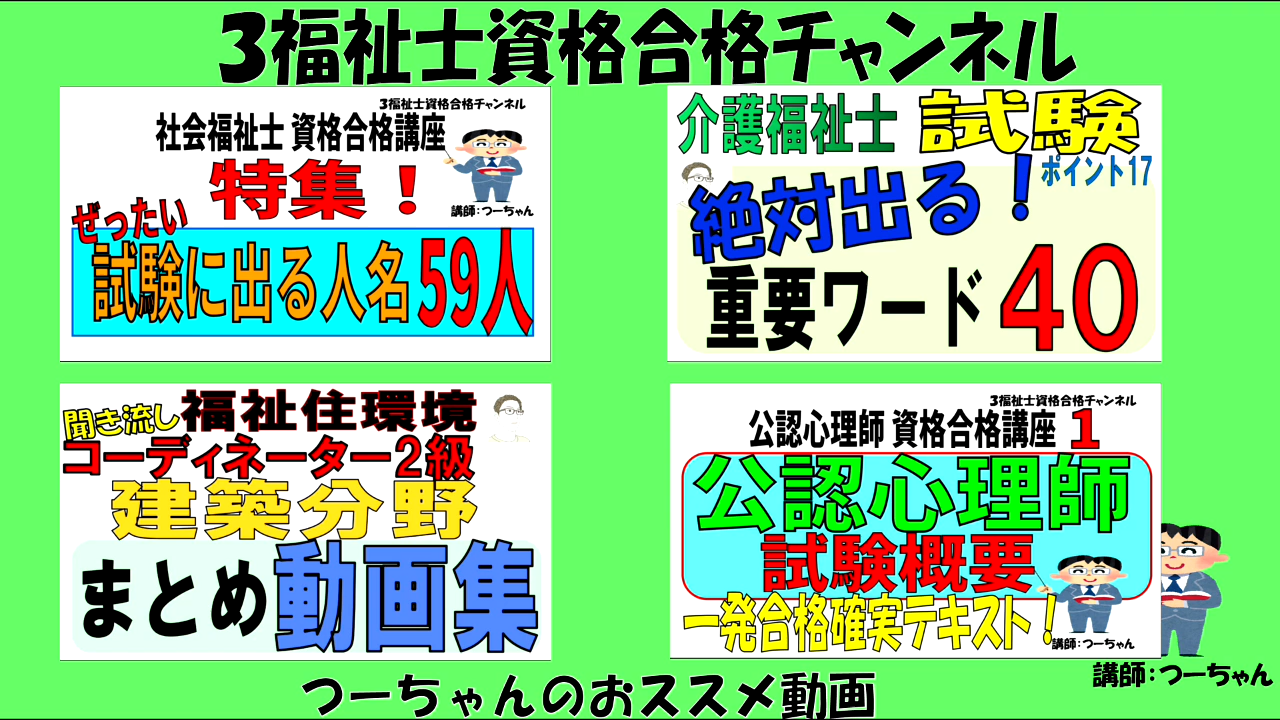 3福祉士資格合格チャンネル
3福祉士資格合格チャンネル
社会福祉士 資格合格講座
特集！
講師：つーちゃん
ぜったい
試験に出る人名59人
介護福祉士 試験
ポイント17
絶対出る！
重要ワード40
聞き流し 福祉住環境
コーディネーター2級
建築分野
まとめ動画集
3福祉士資格合格チャンネル
公認心理師 資格合格講座 1
公認心理師
試験概要
一発合格確実テキスト！
講師：つーちゃん
講師：つーちゃん
つーちゃんのおススメ動画